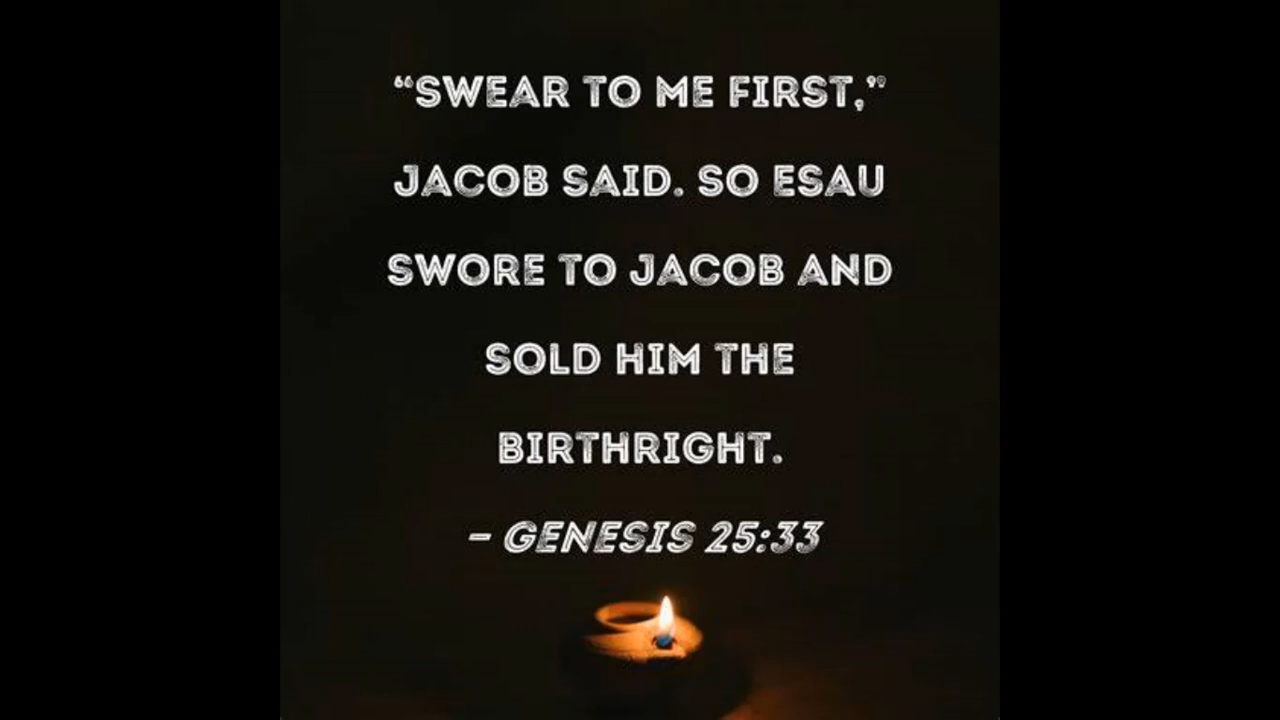 “SWEAR TO ME FIRST,”
JACOB SAID. SO ESAU
SWORE TO JACOB AND
SOLD HIM THE
BIRTHRIGHT.
– GENESIS 25:33